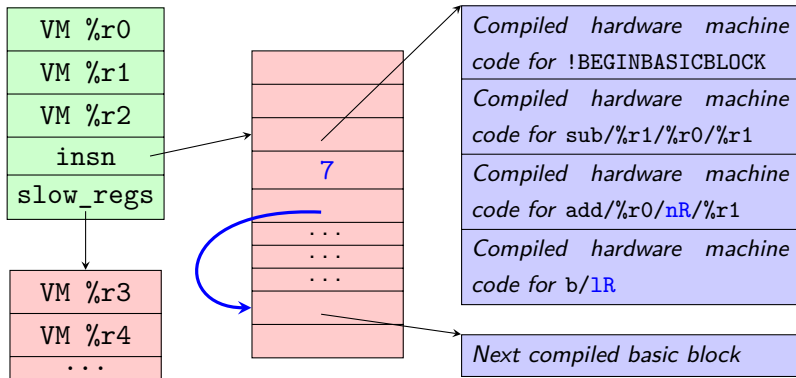 VM %r0
VM %r1
VM %r2
insn
slow_regs
VM %r3
VM %r4
...
7
...
...
...
Compiled hardware machine
code for !BEGINBASICBLOCK
Compiled hardware machine
code for sub/%r1/%r0/%r1
Compiled hardware machine
code for add/%r0/nR/%r1
Compiled hardware machine
code for b/lR
Next compiled basic block